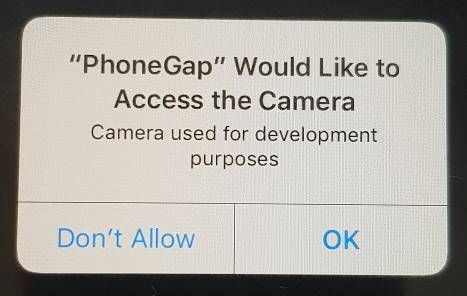 “PhoneGap” Would Like to
Access the Camera
Camera used for development
purposes
Don’t Allow
OK